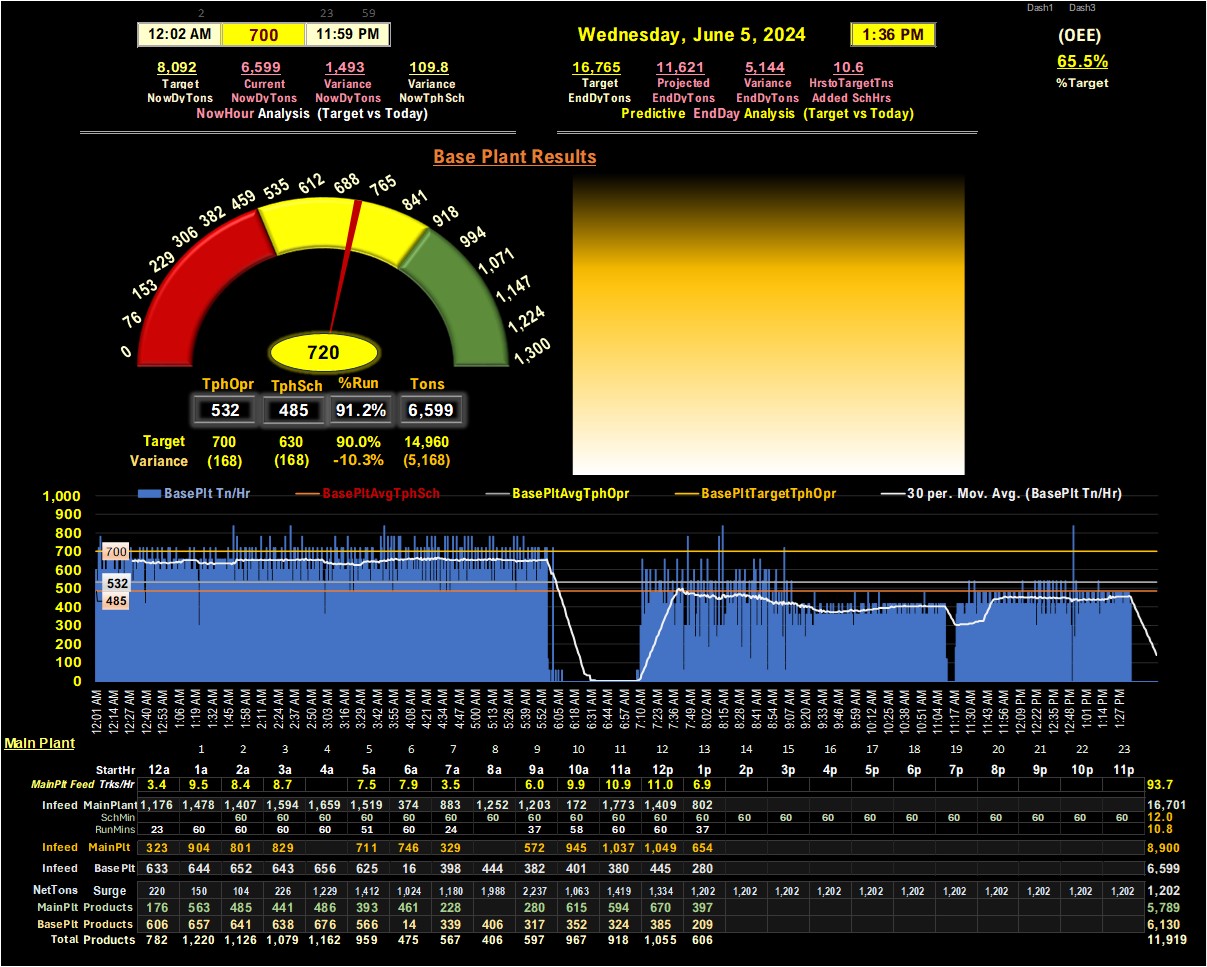 2 23 59 Dash1 Dash3
12:02 AM 700 11:59 PM Wednesday, June 5, 2024 1:36 PM (OEE)
8,092 6,599 1,493 109.8 16,765 11,621 5,144 10.6 65.5%
Target Current Variance Variance Target Projected Variance HrstoTargetTns %Target
NowDyTons NowDyTons NowDyTons NowTphSch EndDyTons EndDyTons EndDyTons Added SchHrs
NowHour Analysis (Target vs Today) Predictive EndDay Analysis (Target vs Today)
Base Plant Results
0 76 153 229 306 382 459 535 612 688 765 841 918 994 1,071 1,147 1,224 1,300
720
TphOpr TphSch %Run Tons
532 485 91.2% 6,599
Target 700 630 90.0% 14,960
Variance (168) (168) -10.3% (5,168)
BasePlt Tn/Hr BasePltAvgTphSch BasePltAvgTphOpr BasePltTargetTphOpr 30 per. Mov. Avg. (BasePlt Tn/Hr)
1,000
900
800
700
600
500
400
300
200
100
0
700
532
485
12:01 AM 12:14 AM 12:27 AM 12:40 AM 12:53 AM 1:06 AM 1:19 AM 1:32 AM 1:45 AM 1:58 AM 2:11 AM 2:24 AM 2:37 AM 2:50 AM 3:03 AM 3:16 AM 3:29 AM 3:42 AM 3:55 AM 4:08 AM 4:21 AM 4:34 AM 4:47 AM 5:00 AM 5:13 AM 5:26 AM 5:39 AM 5:52 AM 6:05 AM 6:18 AM 6:31 AM 6:44 AM 6:57 AM 7:10 AM 7:23 AM 7:36 AM 7:49 AM 8:02 AM 8:15 AM 8:28 AM 8:41 AM 8:54 AM 9:07 AM 9:20 AM 9:33 AM 9:46 AM 9:59 AM 10:12 AM 10:25 AM 10:38 AM 10:51 AM 11:04 AM 11:17 AM 11:30 AM 11:43 AM 11:56 AM 12:09 PM 12:22 PM 12:35 PM 12:48 PM 1:01 PM 1:14 PM 1:27 PM
Main Plant
1 2 3 4 5 6 7 8 9 10 11 12 13 14 15 16 17 18 19 20 21 22 23
StartHr 12a 1a 2a 3a 4a 5a 6a 7a 8a 9a 10a 11a 12p 1p 2p 3p 4p 5p 6p 7p 8p 9p 10p 11p
MainPlt Feed Trks/Hr 3.4 9.5 8.4 8.7 7.5 7.9 3.5 6.0 9.9 10.9 11.0 6.9 93.7
Infeed MainPlant 1,176 1,478 1,407 1,594 1,659 1,519 374 883 1,252 1,203 172 1,773 1,409 802 16,701
SchMin 60 60 60 60 60 60 60 60 60 60 60 60 60 60 60 60 60 60 60 60 60 60 12.0
RunMins 23 60 60 60 60 51 60 24 37 58 60 60 37 10.8
Infeed MainPlt 323 904 801 829 711 746 329 572 945 1,037 1,049 654 8,900
Infeed BasePlt 633 644 652 643 656 625 16 398 444 382 401 380 445 280 6,599
NetTons Surge 220 150 104 226 1,229 1,412 1,024 1,180 1,988 2,237 1,063 1,419 1,334 1,202 1,202 1,202 1,202 1,202 1,202 1,202 1,202 1,202 1,202 1,202 1,202
MainPlt Products 176 563 485 441 486 393 461 228 280 615 594 670 397 5,789
BasePlt Products 606 657 641 638 676 566 14 339 406 317 352 324 385 209 6,130
Total Products 782 1,220 1,126 1,079 1,162 959 475 567 406 597 967 918 1,055 606 11,919